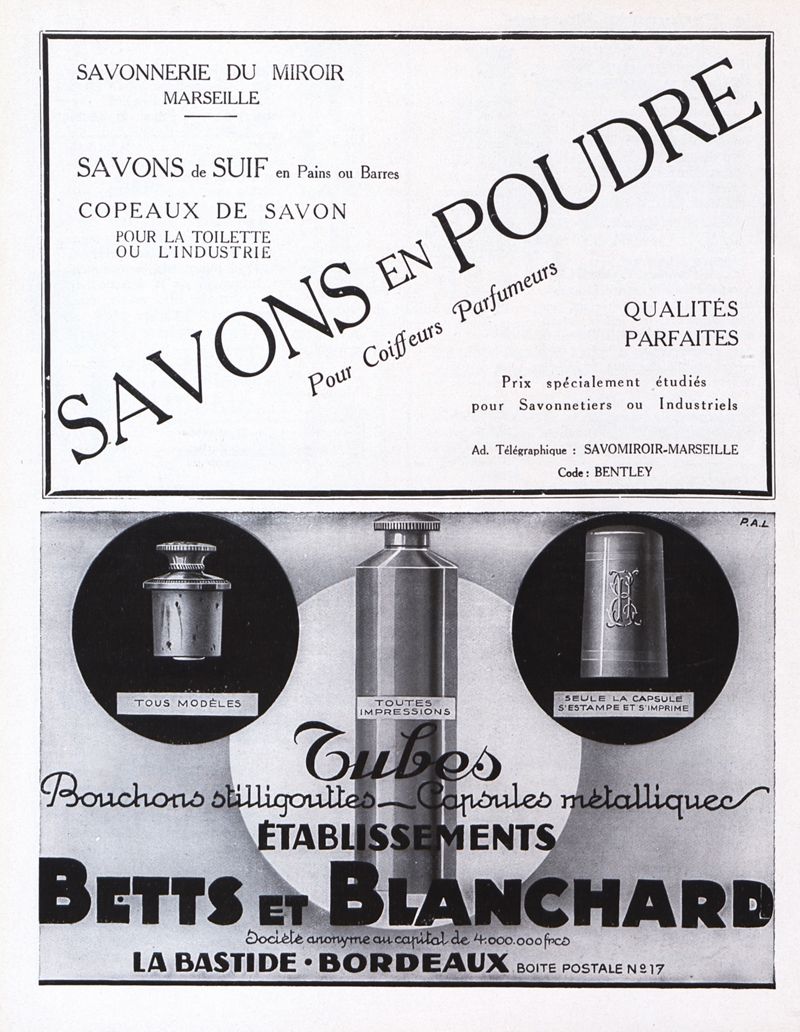 SAVONNERIE DU MIROIR
MARSEILLE
SAVONS de SUIF en Pains ou Barres
COPEAUX DE SAVON
POUR LA TOILETTE
OU L'INDUSTRIE
SAVONS EN POUDRE
Pour Coiffeurs Parfumeurs
QUALITÉS
PARFAITES
Prix spécialement étudiés
pour Savonnetiers ou Industriels
Ad. Télégraphique : SAVOMIROIR-MARSEILLE
Code : BENTLEY
P.A.L
TOUS MODÈLES
TOUTES
IMPRESSIONS
SEULE LA CAPSULE
S'ESTAMPE ET S'IMPRIME
Tubes
Bouchons stilligouttes - Capsules métalliques
ÉTABLISSEMENTS
BETTS ET BLANCHARD
Société anonyme au capital de 4.000.000 frcs
LA BASTIDE • BORDEAUX BOITE POSTALE Nº 17